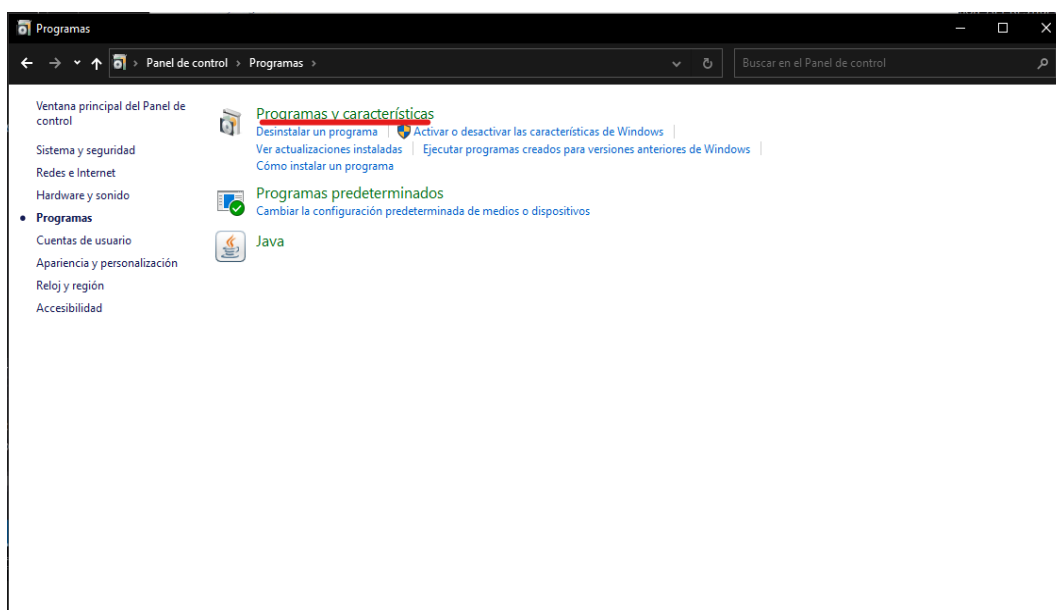 Programas
Panel de control > Programas >
Buscar en el Panel de control
Ventana principal del Panel de
control
Sistema y seguridad
Redes e Internet
Hardware y sonido
Programas
Cuentas de usuario
Apariencia y personalización
Reloj y región
Accesibilidad
Programas y características
Desinstalar un programa
Activar o desactivar las características de Windows
Ver actualizaciones instaladas
Ejecutar programas creados para versiones anteriores de Windows
Cómo instalar un programa
Programas predeterminados
Cambiar la configuración predeterminada de medios o dispositivos
Java